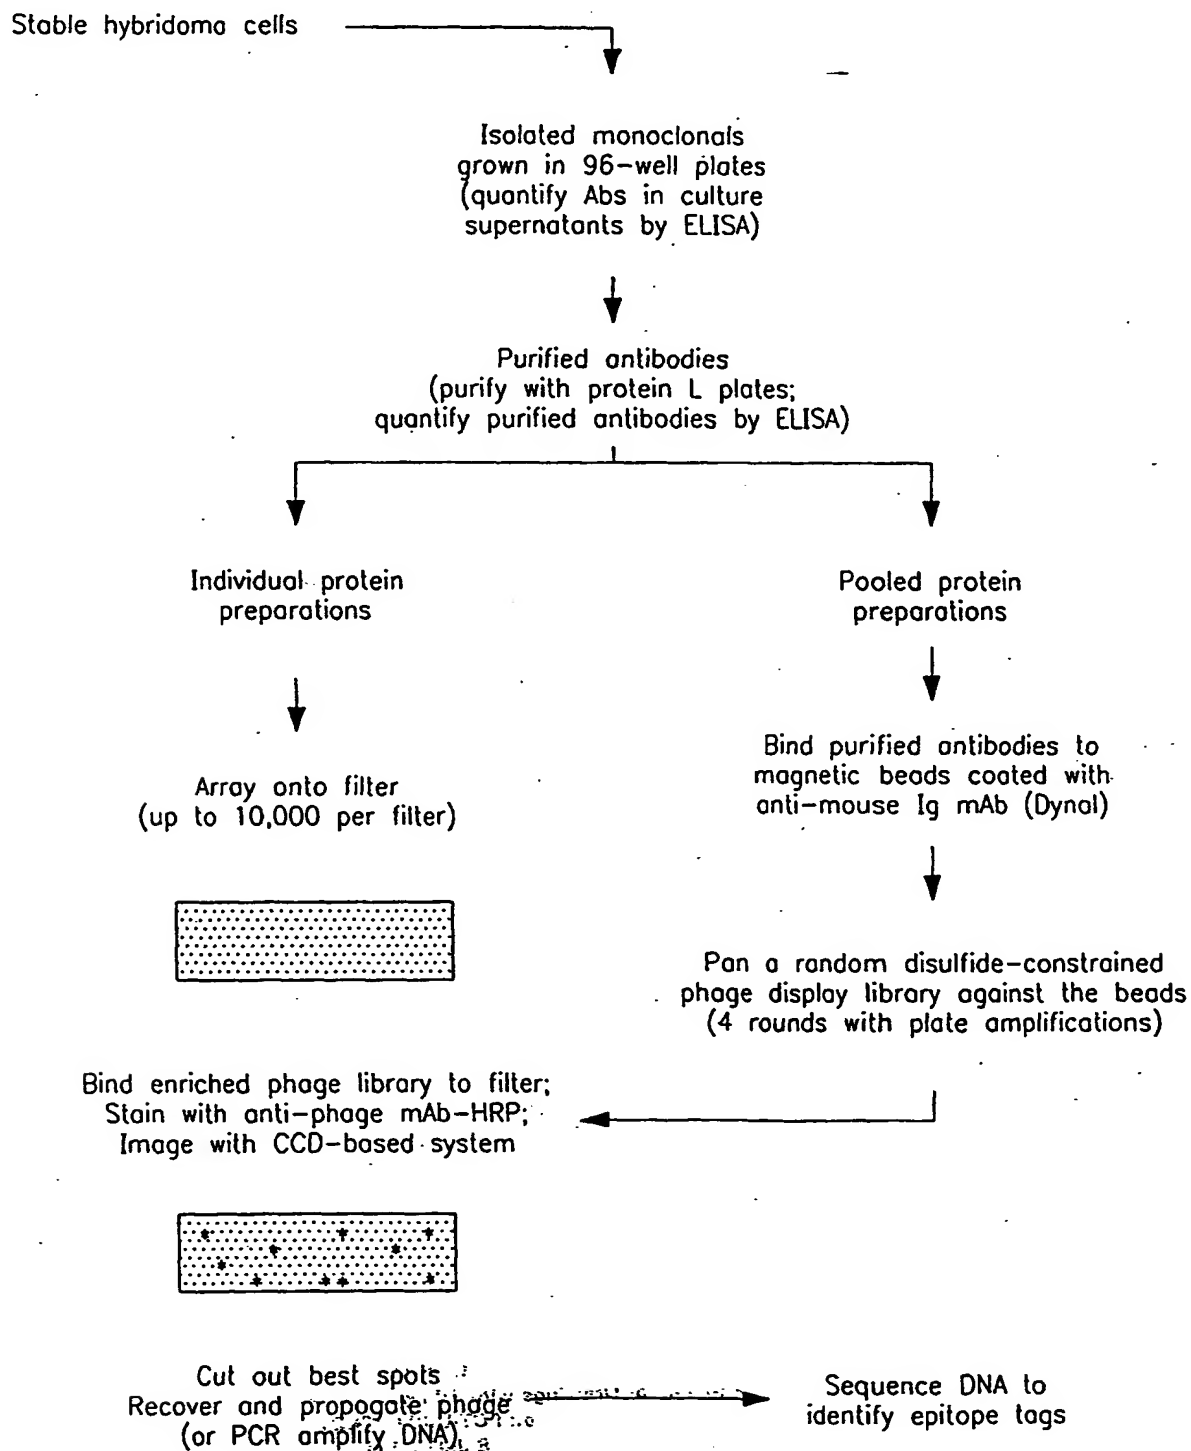 Stable hybridoma cells
Isolated monoclonals
grown in 96-well plates
(quantify Abs in culture
supernatants by ELISA)
Purified antibodies
(purify with protein L plates;
quantify purified antibodies by ELISA)
Individual protein
preparations
Pooled protein
preparations
Array onto filter
(up to 10,000 per filter)
Bind purified antibodies to
magnetic beads coated with
anti-mouse Ig mAb (Dynal)
Pan a random disulfide-constrained
phage display library against the beads
(4 rounds with plate amplifications)
Bind enriched phage library to filter;
Stain with anti-phage mAb-HRP;
Image with CCD-based system
Cut out best spots
Recover and propogate phage
(or PCR amplify DNA)
Sequence DNA to
identify epitope tags